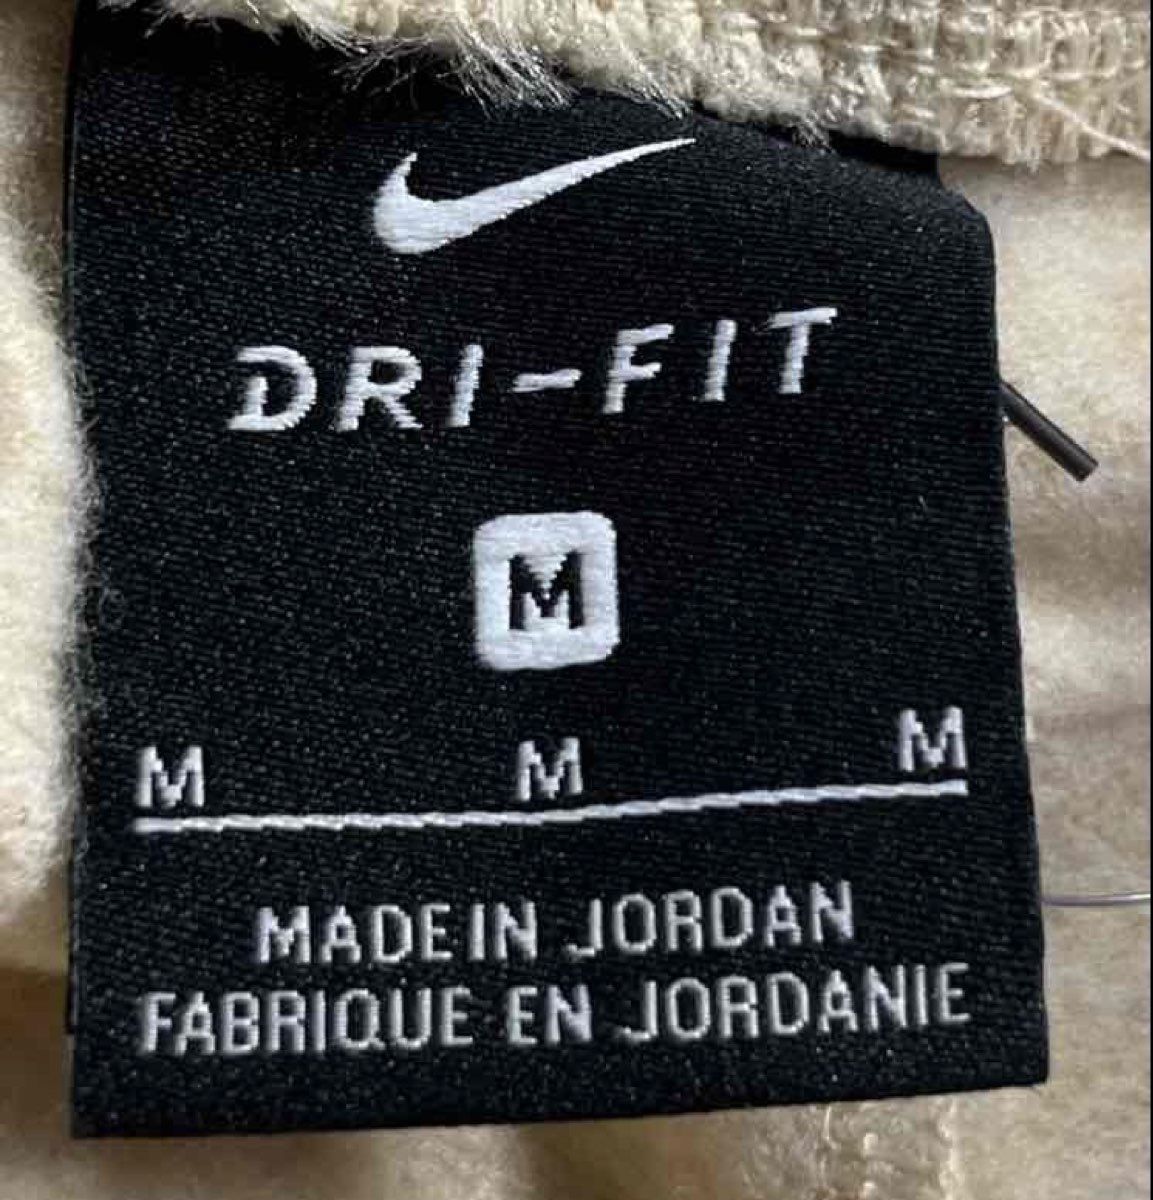 DRI-FIT
M
M M M
MADE IN JORDAN
FABRIQUE EN JORDANIE